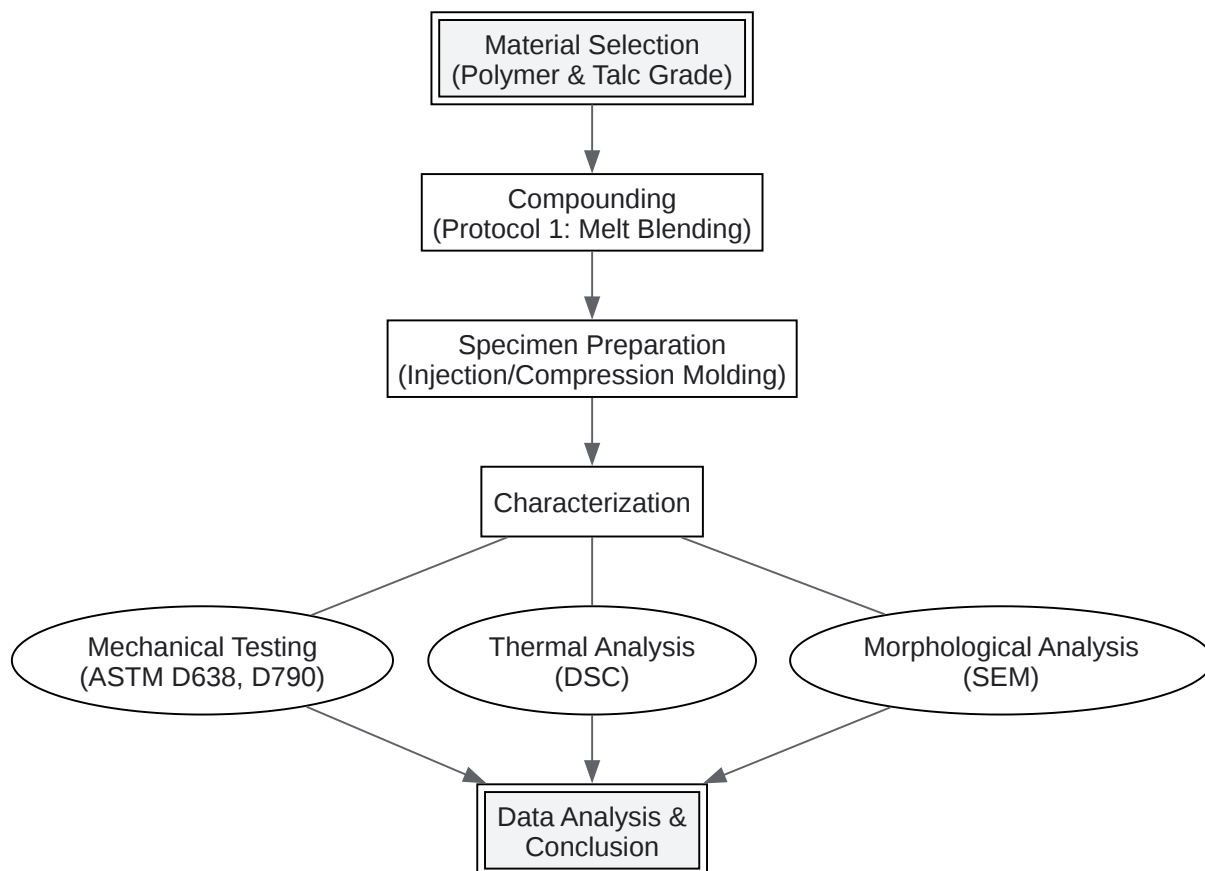 Material Selection
(Polymer & Talc Grade)
Compounding
(Protocol 1: Melt Blending)
Specimen Preparation
(Injection/Compression Molding)
Characterization
Mechanical Testing
(ASTM D638, D790)
Thermal Analysis
(DSC)
Morphological Analysis
(SEM)
Data Analysis &
Conclusion